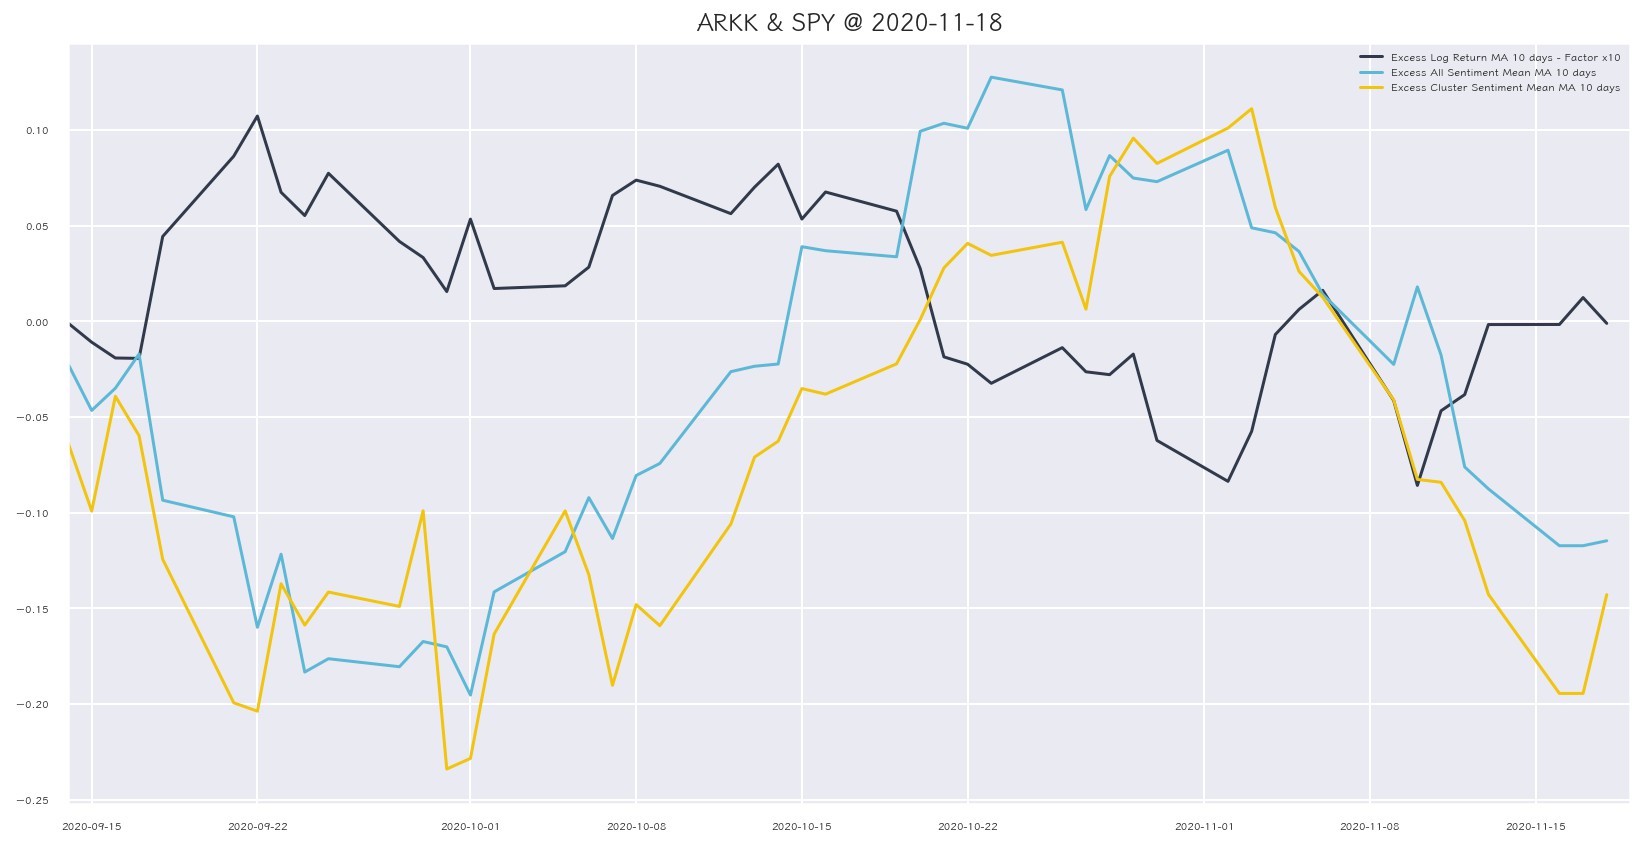 ARKK & SPY @ 2020-11-18
Excess Log Return MA 10 days - Factor x10
Excess All Sentiment Mean MA 10 days
Excess Cluster Sentiment Mean MA 10 days
0.10
0.05
0.00
−0.05
−0.10
−0.15
−0.20
−0.25
2020-09-15 2020-09-22 2020-10-01 2020-10-08 2020-10-15 2020-10-22 2020-11-01 2020-11-08 2020-11-15